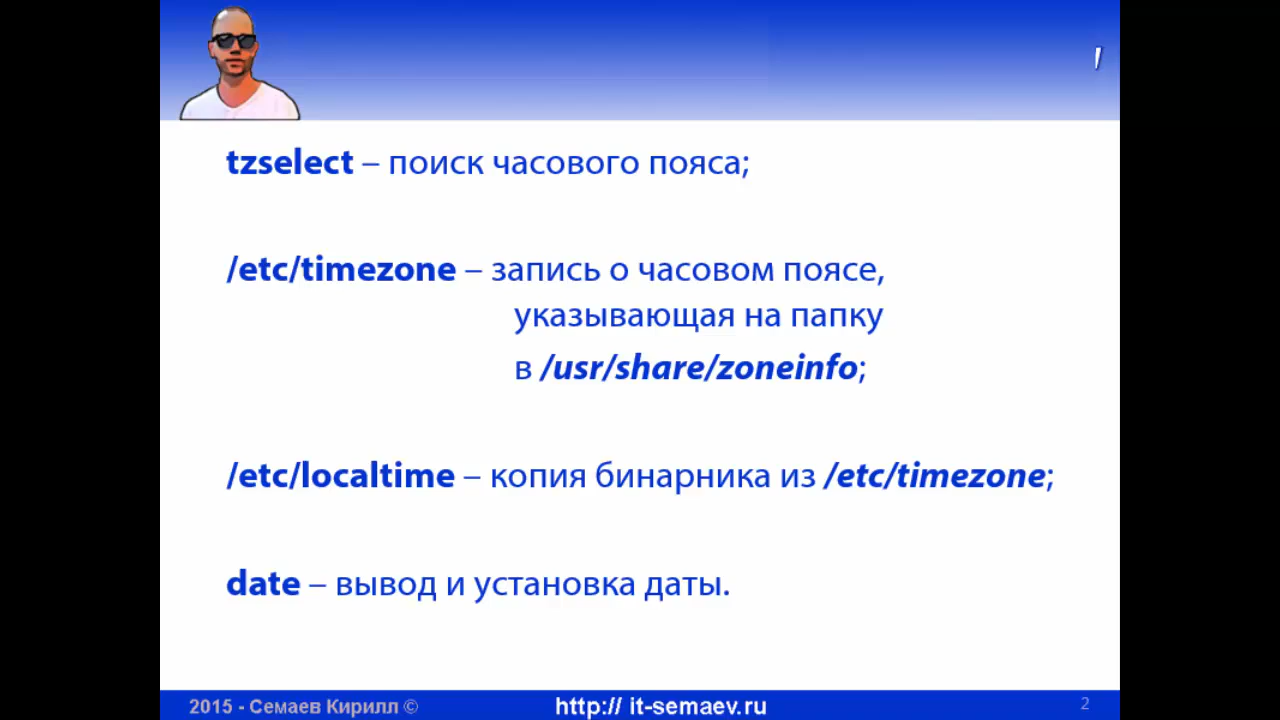 tzselect – поиск часового пояса;
/etc/timezone – запись о часовом поясе,
указывающая на папку
в /usr/share/zoneinfo;
/etc/localtime – копия бинарника из /etc/timezone;
date – вывод и установка даты.
2015 - Семаев Кирилл © http:// it-semaev.ru 2